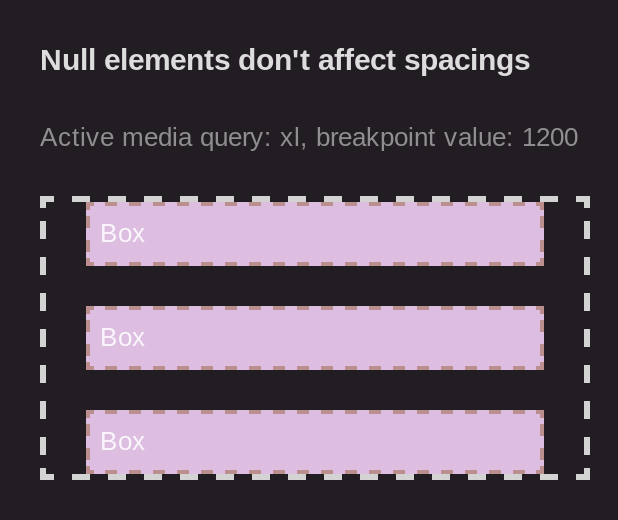 Null elements don't affect spacings
Active media query: xl, breakpoint value: 1200
Box
Box
Box